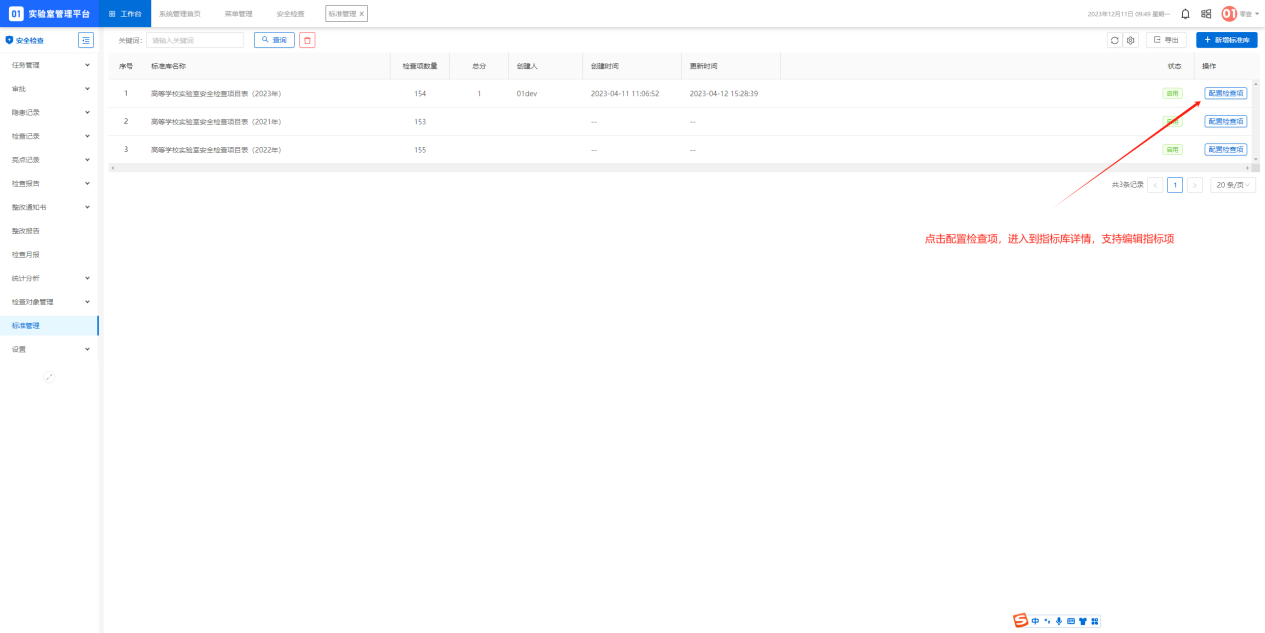 01 实验室管理平台 工作台 系统管理首页 菜单管理 安全检查 标准管理 x 2023年12月11日 09:49 星期一 01 零壹
安全检查
关键词: 请输入关键词 查询 导出 + 新增标准库
任务管理
审批
隐患记录
检查记录
亮点记录
检查报告
整改通知书
整改报告
检查月报
统计分析
检查对象管理
标准管理
设置
序号 标准库名称 检查项数量 总分 创建人 创建时间 更新时间 状态 操作
1 高等学校实验室安全检查项目表（2023年） 154 1 01dev 2023-04-11 11:06:52 2023-04-12 15:28:39 启用 配置检查项
2 高等学校实验室安全检查项目表（2021年） 153 -- -- 启用 配置检查项
3 高等学校实验室安全检查项目表（2022年） 155 -- -- 启用 配置检查项
共3条记录 < 1 > 20 条/页
点击配置检查项，进入到指标库详情，支持编辑指标项
S 中